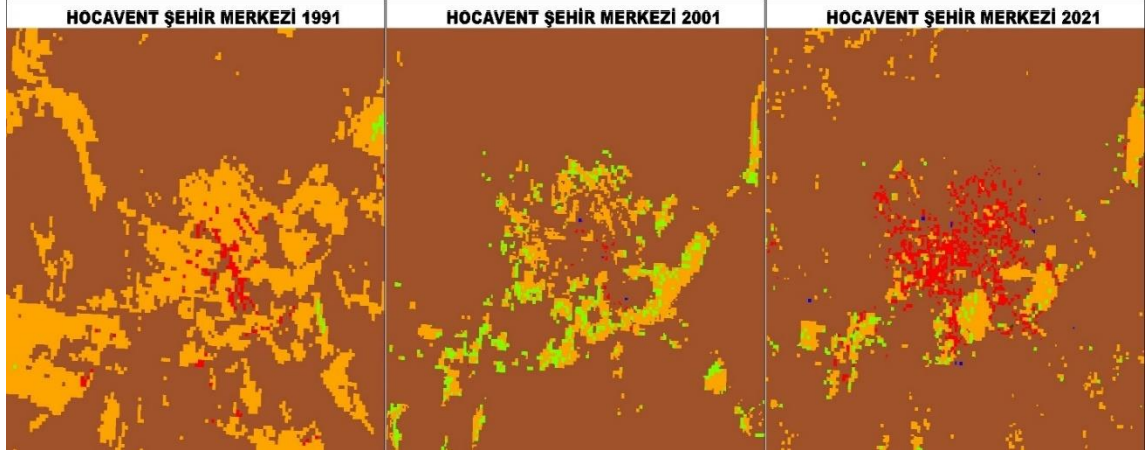 HOCAVENT ŞEHİR MERKEZİ 1991
HOCAVENT ŞEHİR MERKEZİ 2001
HOCAVENT ŞEHİR MERKEZİ 2021